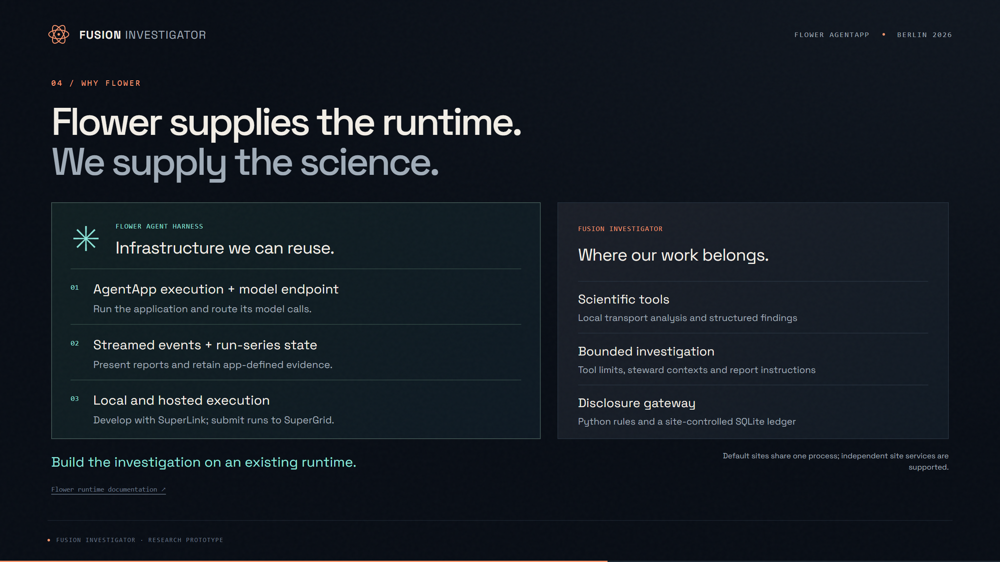 FUSION INVESTIGATOR
FLOWER AGENTAPP • BERLIN 2026
04 / WHY FLOWER
Flower supplies the runtime.
We supply the science.
FLOWER AGENT HARNESS
Infrastructure we can reuse.
01 AgentApp execution + model endpoint
Run the application and route its model calls.
02 Streamed events + run-series state
Present reports and retain app-defined evidence.
03 Local and hosted execution
Develop with SuperLink; submit runs to SuperGrid.
FUSION INVESTIGATOR
Where our work belongs.
Scientific tools
Local transport analysis and structured findings
Bounded investigation
Tool limits, steward contexts and report instructions
Disclosure gateway
Python rules and a site-controlled SQLite ledger
Build the investigation on an existing runtime.
Default sites share one process; independent site services are
supported.
Flower runtime documentation ↗
FUSION INVESTIGATOR · RESEARCH PROTOTYPE